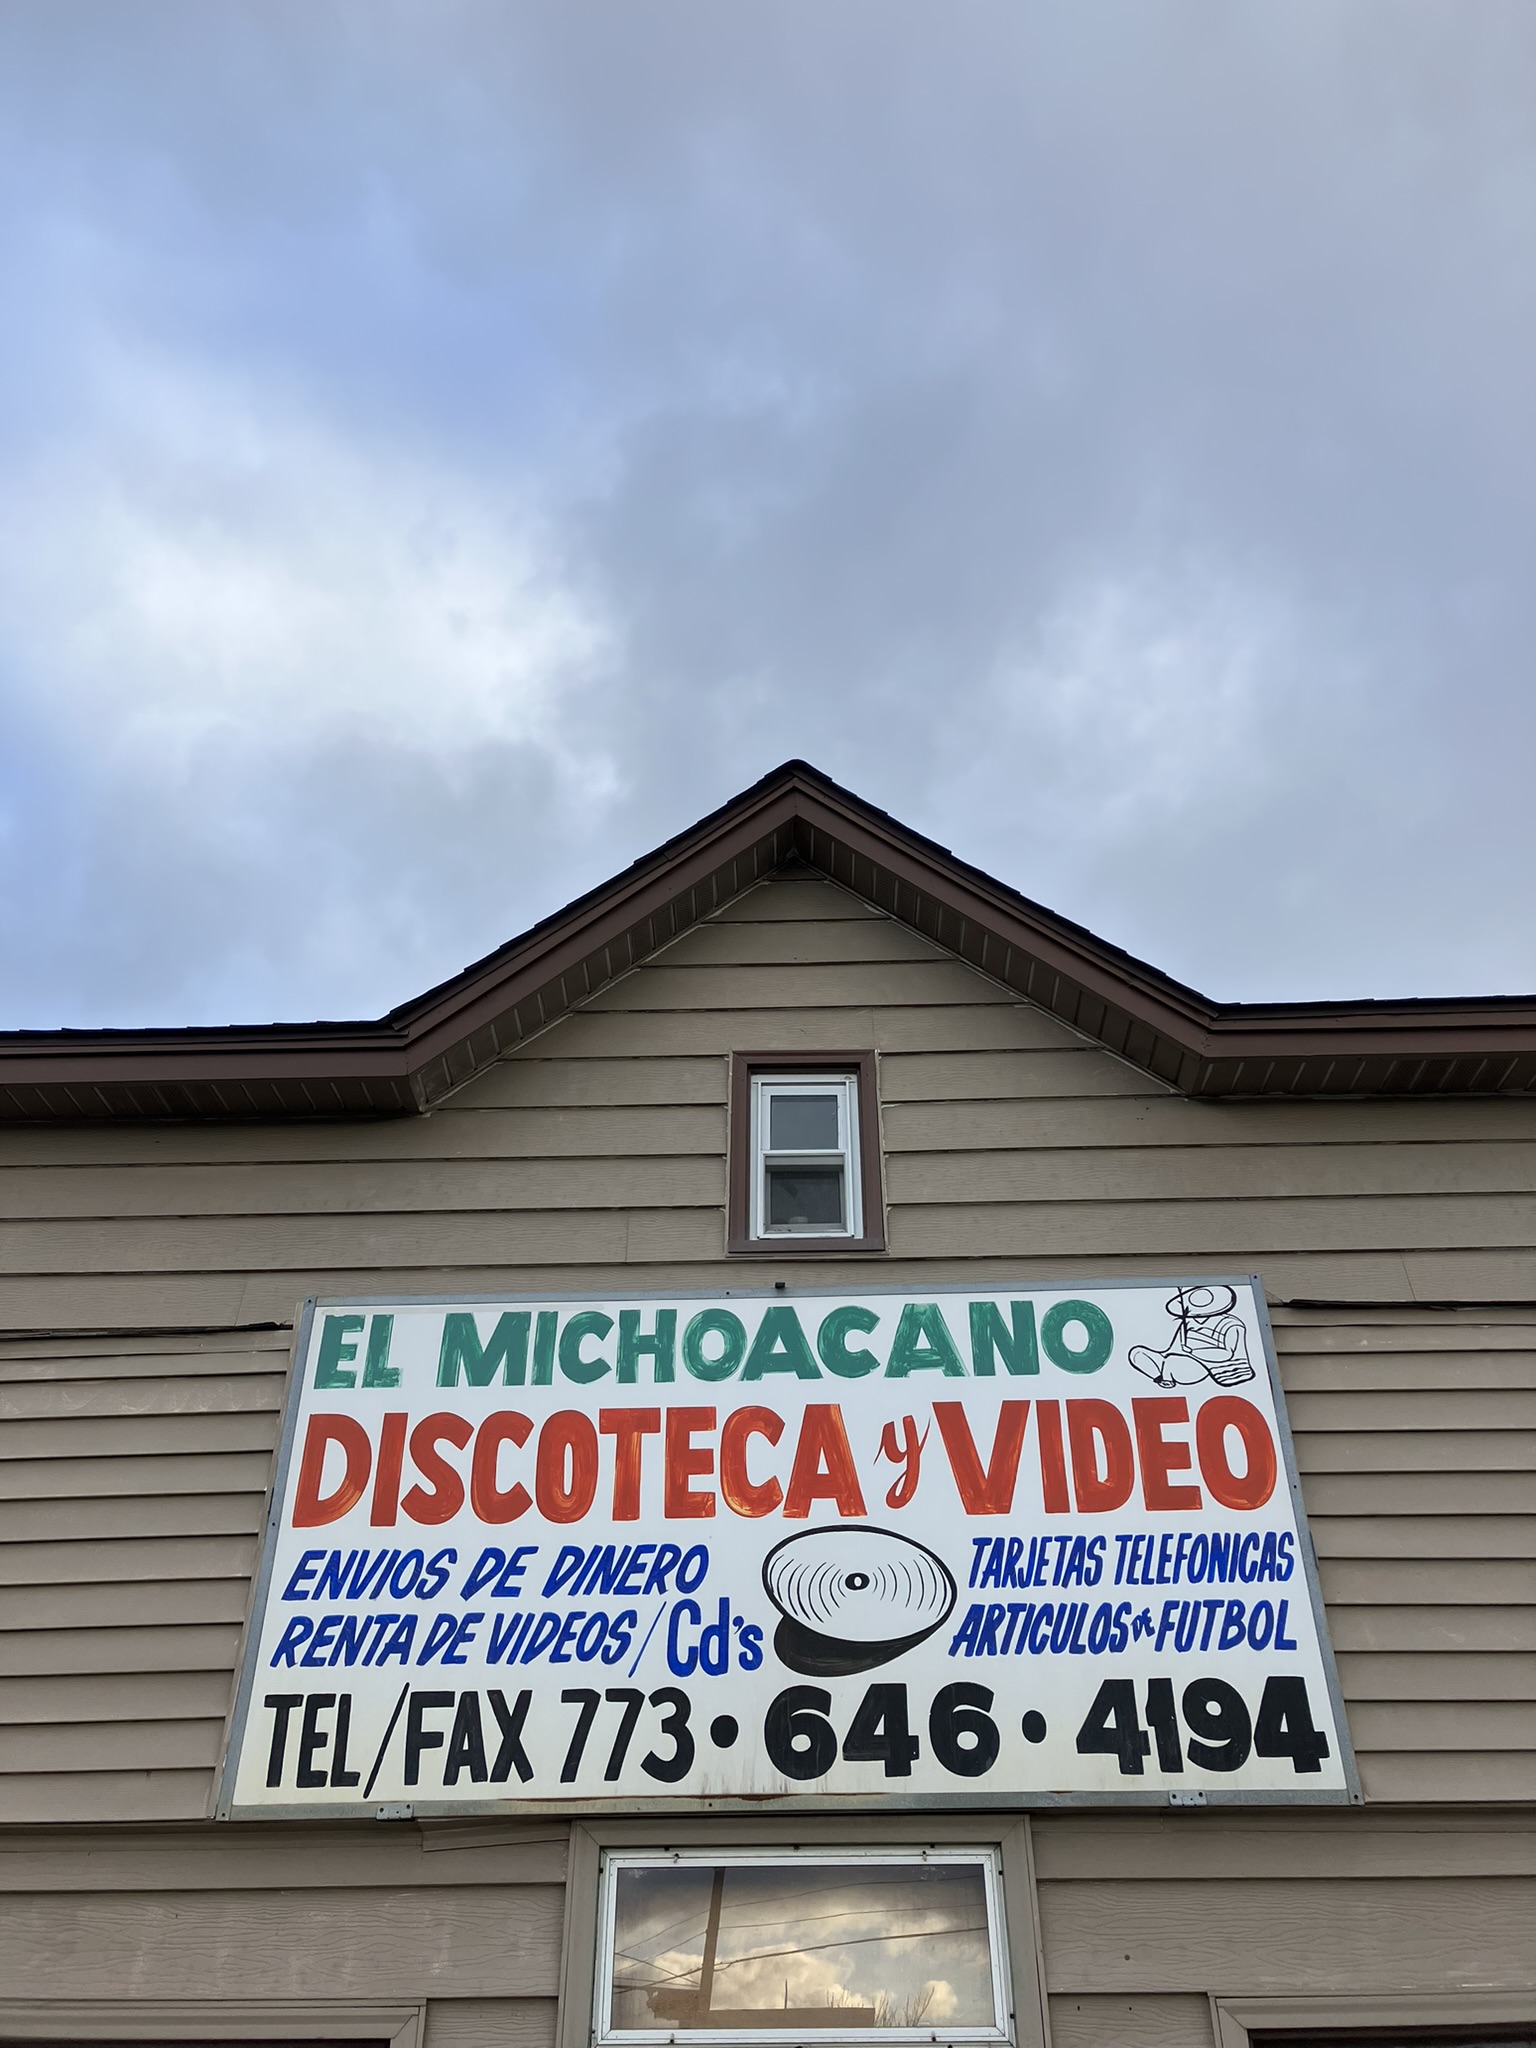 EL MICHOACANO
DISCOTECA y VIDEO
ENVIOS DE DINERO
RENTA DE VIDEOS/Cd's
TARJETAS TELEFONICAS
ARTICULOS DE FUTBOL
TEL/FAX 773•646•4194